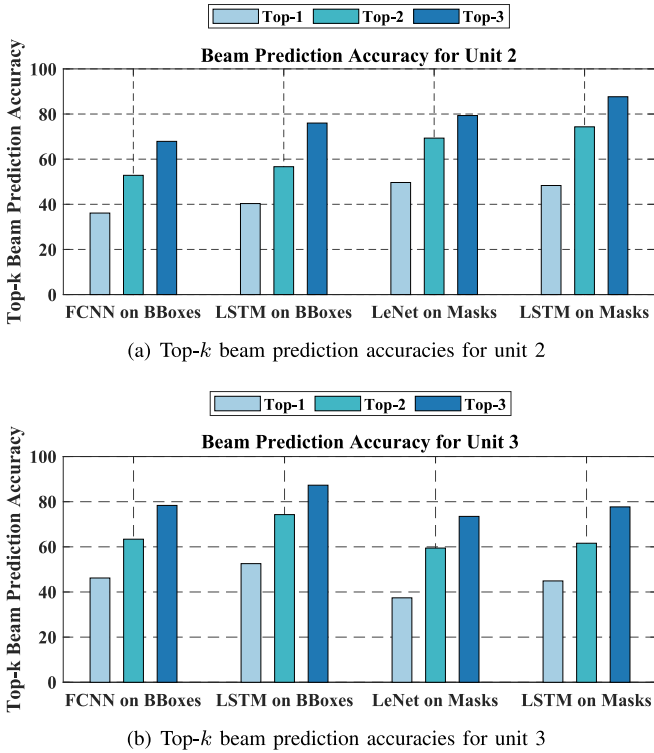 Top-1 Top-2 Top-3
Beam Prediction Accuracy for Unit 2
Top-k Beam Prediction Accuracy
100
80
60
40
20
0
FCNN on BBoxes LSTM on BBoxes LeNet on Masks LSTM on Masks
(a) Top-k beam prediction accuracies for unit 2
Top-1 Top-2 Top-3
Beam Prediction Accuracy for Unit 3
Top-k Beam Prediction Accuracy
100
80
60
40
20
0
FCNN on BBoxes LSTM on BBoxes LeNet on Masks LSTM on Masks
(b) Top-k beam prediction accuracies for unit 3